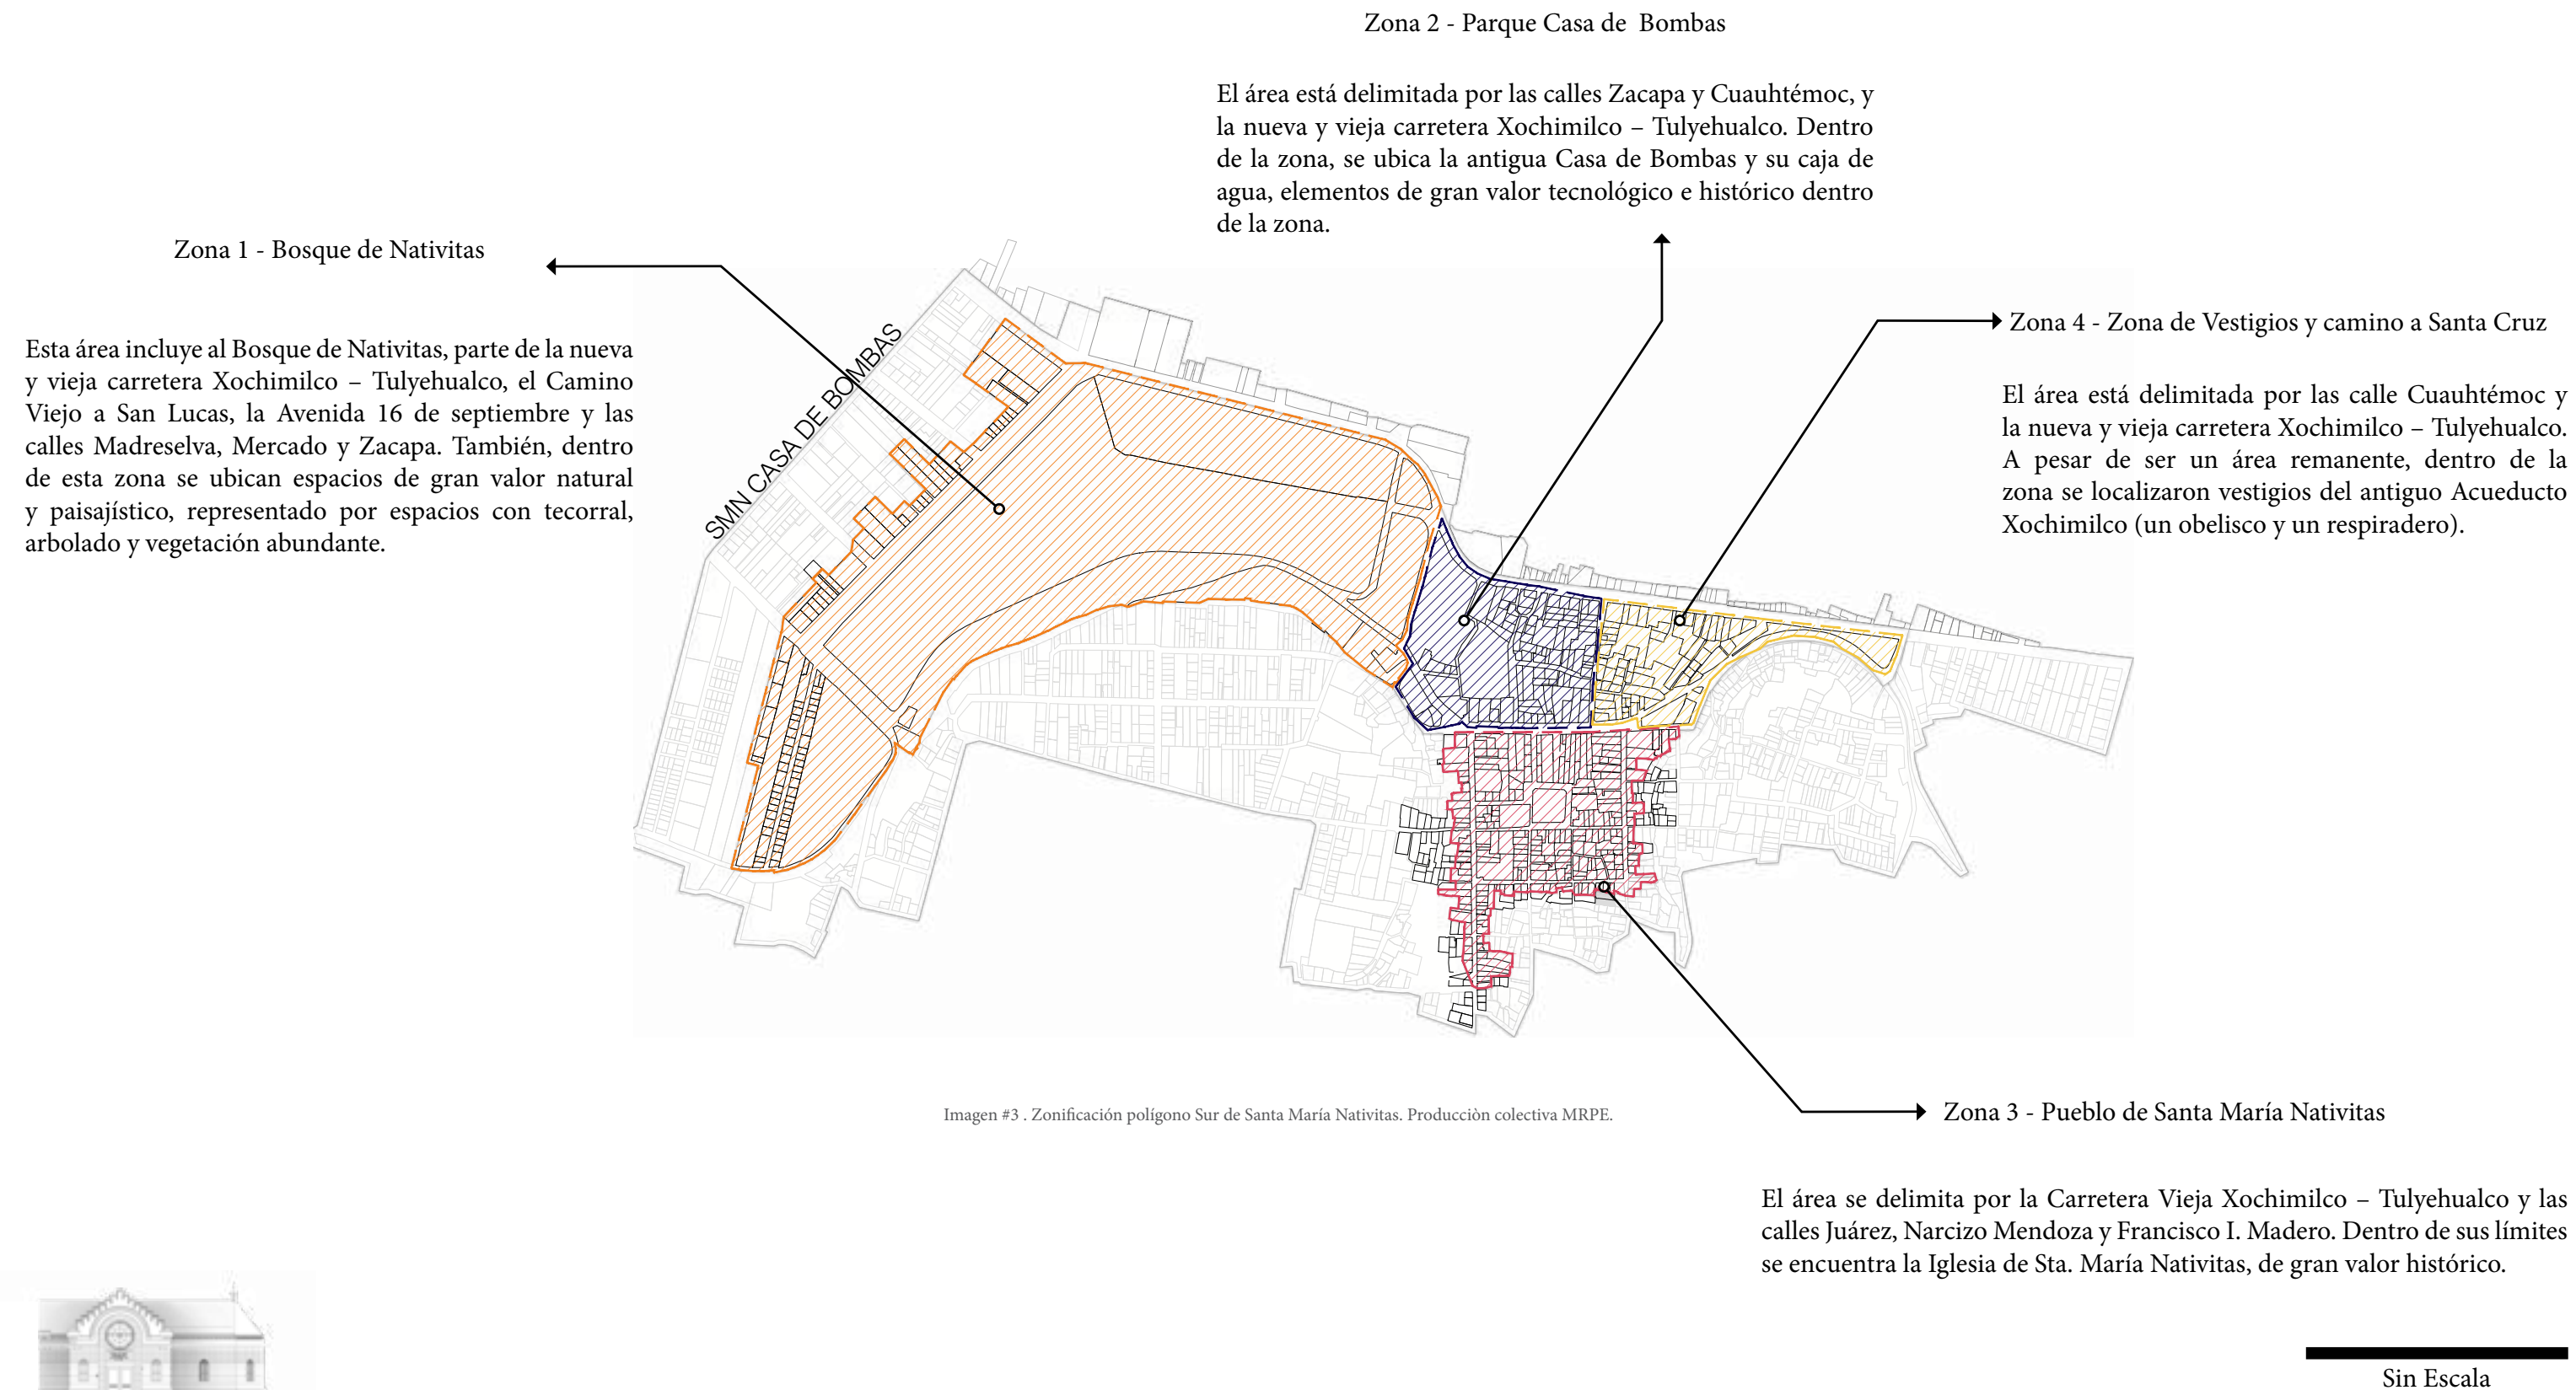 Zona 2 - Parque Casa de Bombas
El área está delimitada por las calles Zacapa y Cuauhtémoc, y
la nueva y vieja carretera Xochimilco – Tulyehualco. Dentro
de la zona, se ubica la antigua Casa de Bombas y su caja de
agua, elementos de gran valor tecnológico e histórico dentro
de la zona.
Zona 1 - Bosque de Nativitas
Esta área incluye al Bosque de Nativitas, parte de la nueva
y vieja carretera Xochimilco – Tulyehualco, el Camino
Viejo a San Lucas, la Avenida 16 de septiembre y las
calles Madreselva, Mercado y Zacapa. También, dentro
de esta zona se ubican espacios de gran valor natural
y paisajístico, representado por espacios con tecorral,
arbolado y vegetación abundante.
SMN CASA DE BOMBAS
Zona 4 - Zona de Vestigios y camino a Santa Cruz
El área está delimitada por las calle Cuauhtémoc y
la nueva y vieja carretera Xochimilco – Tulyehualco.
A pesar de ser un área remanente, dentro de la
zona se localizaron vestigios del antiguo Acueducto
Xochimilco (un obelisco y un respiradero).
Imagen #3 . Zonificación polígono Sur de Santa María Nativitas. Producciòn colectiva MRPE.
Zona 3 - Pueblo de Santa María Nativitas
El área se delimita por la Carretera Vieja Xochimilco – Tulyehualco y las
calles Juárez, Narcizo Mendoza y Francisco I. Madero. Dentro de sus límites
se encuentra la Iglesia de Sta. María Nativitas, de gran valor histórico.
Sin Escala